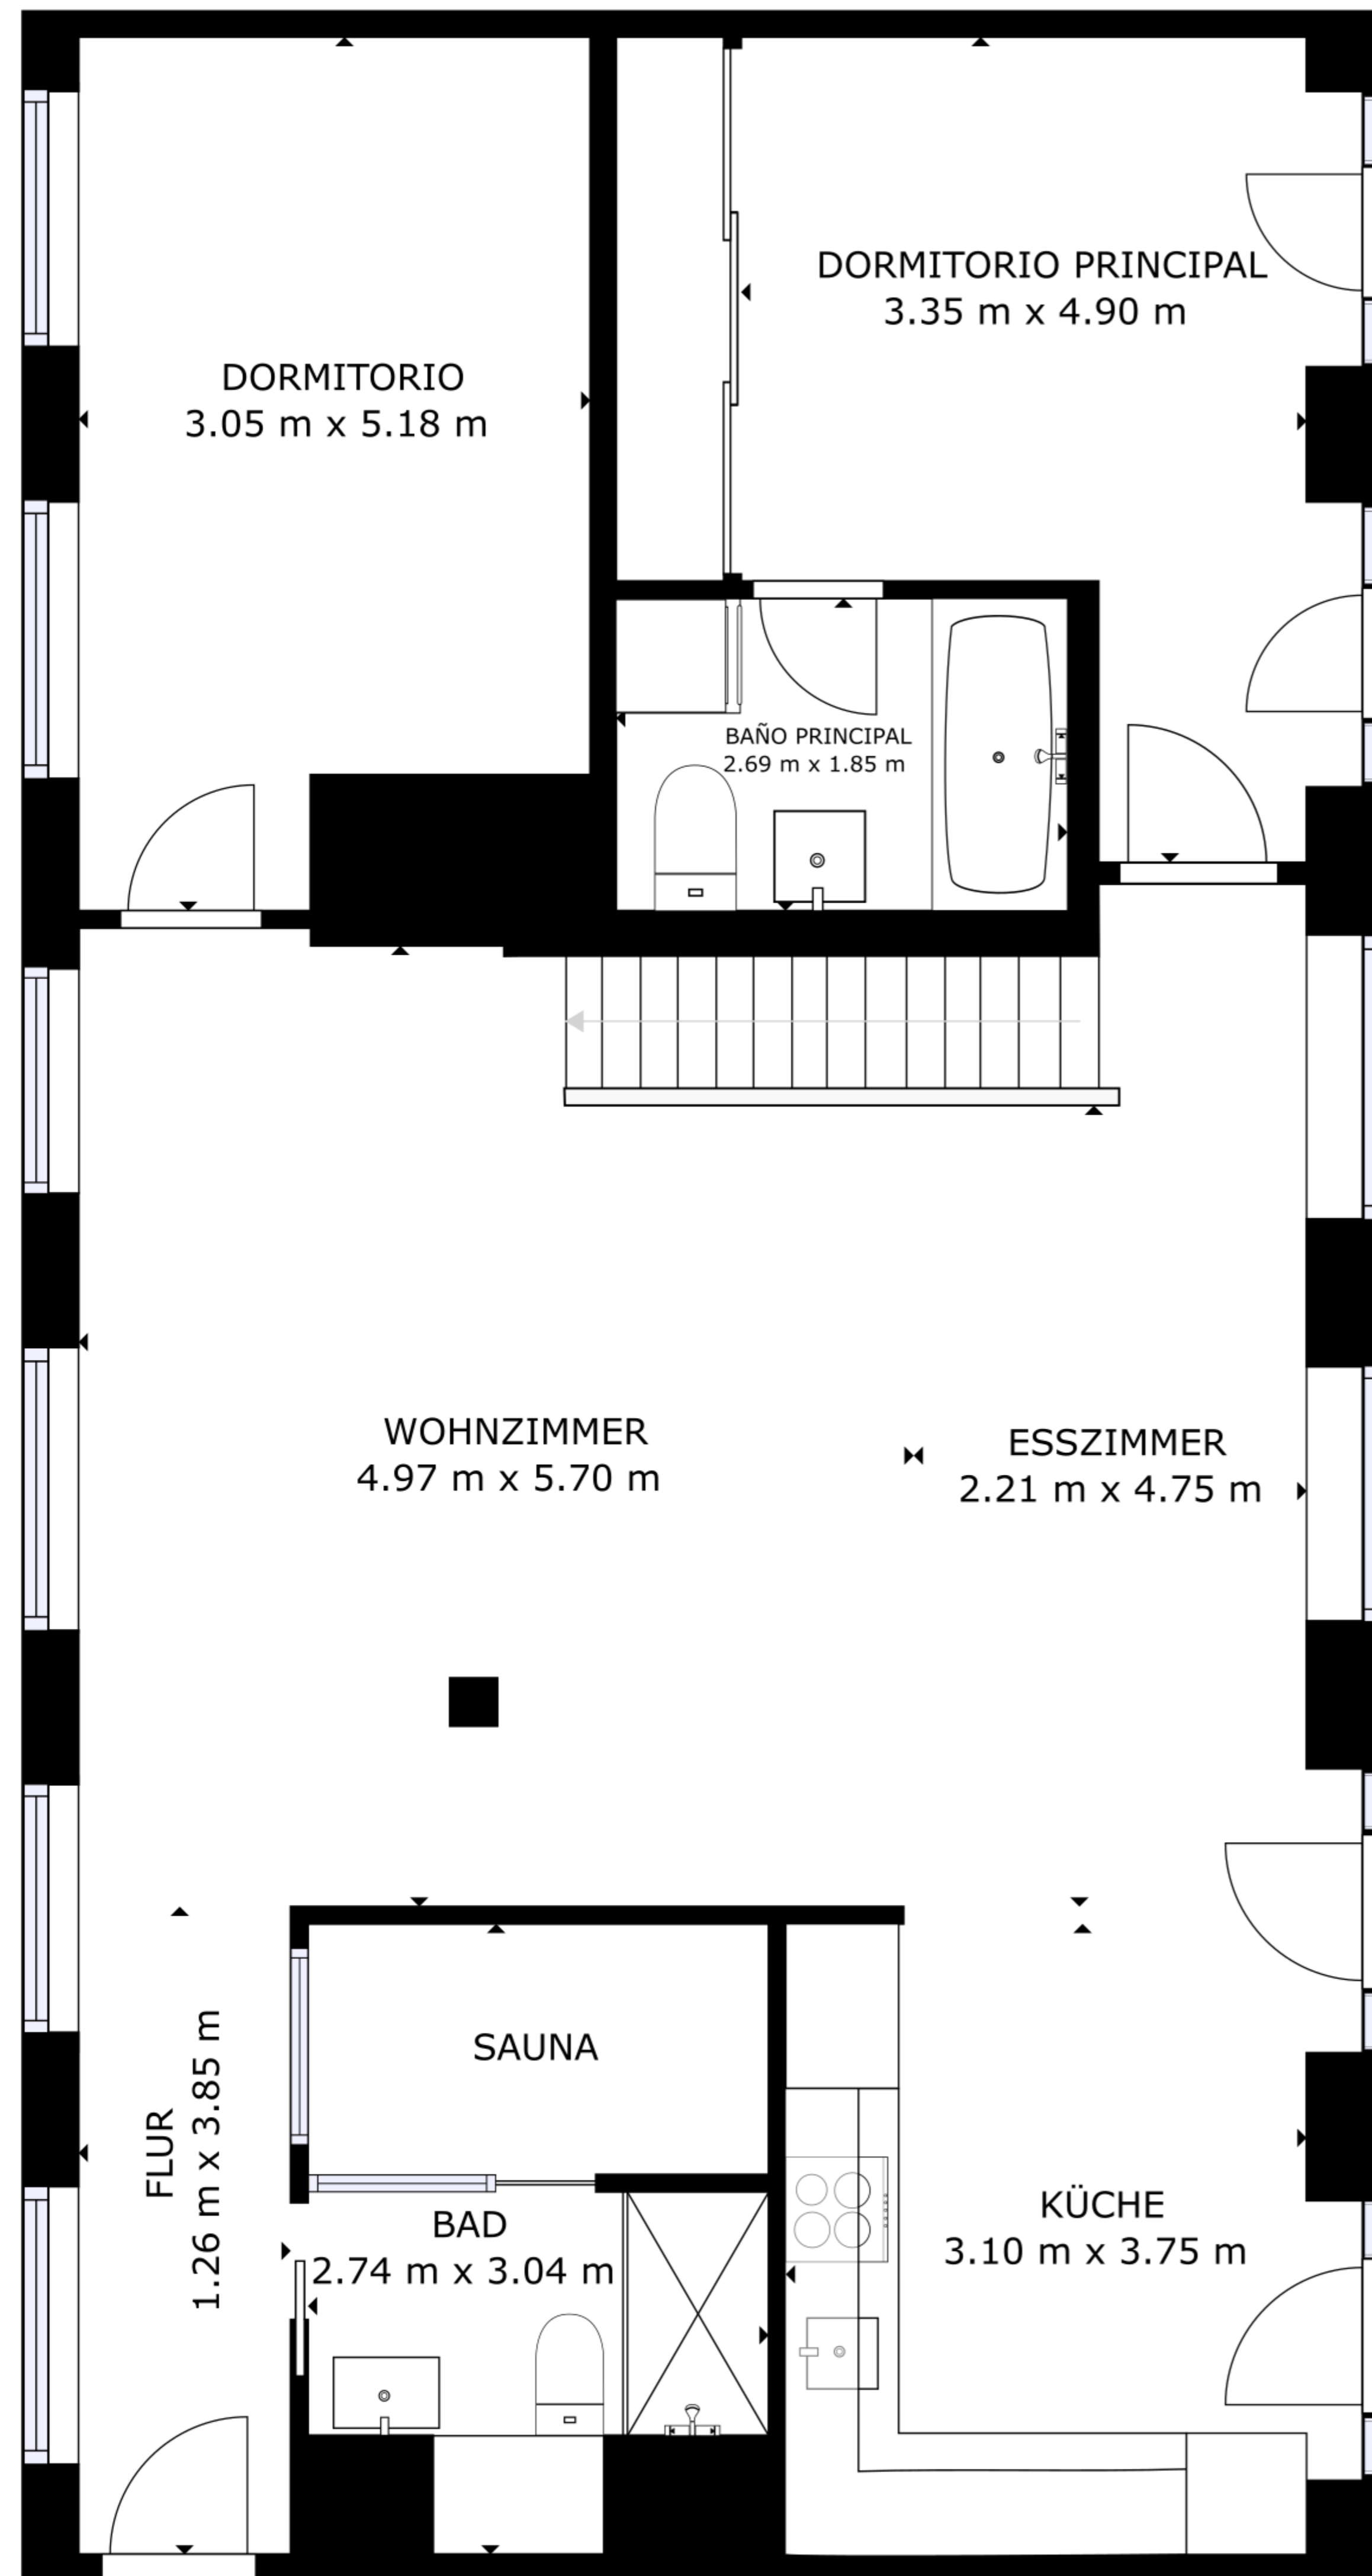 DORMITORIO PRINCIPAL
3.35 m x 4.90 m
DORMITORIO
3.05 m x 5.18 m
BAÑO PRINCIPAL
2.69 m x 1.85 m
WOHNZIMMER
4.97 m x 5.70 m
ESSZIMMER
2.21 m x 4.75 m
SAUNA
FLUR
1.26 m x 3.85 m
BAD
2.74 m x 3.04 m
KÜCHE
3.10 m x 3.75 m